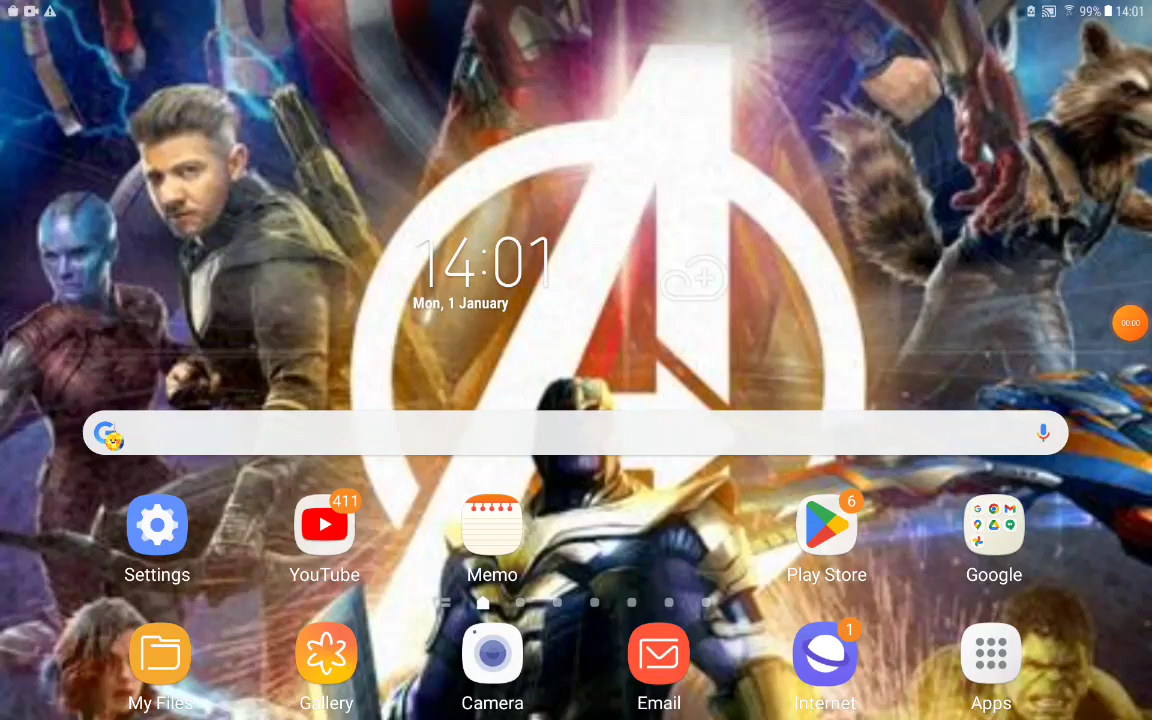 99% 14:01
14:01
Mon, 1 January
00:00
411
6
Settings
YouTube
Memo
Play Store
Google
1
My Files
Gallery
Camera
Email
Internet
Apps